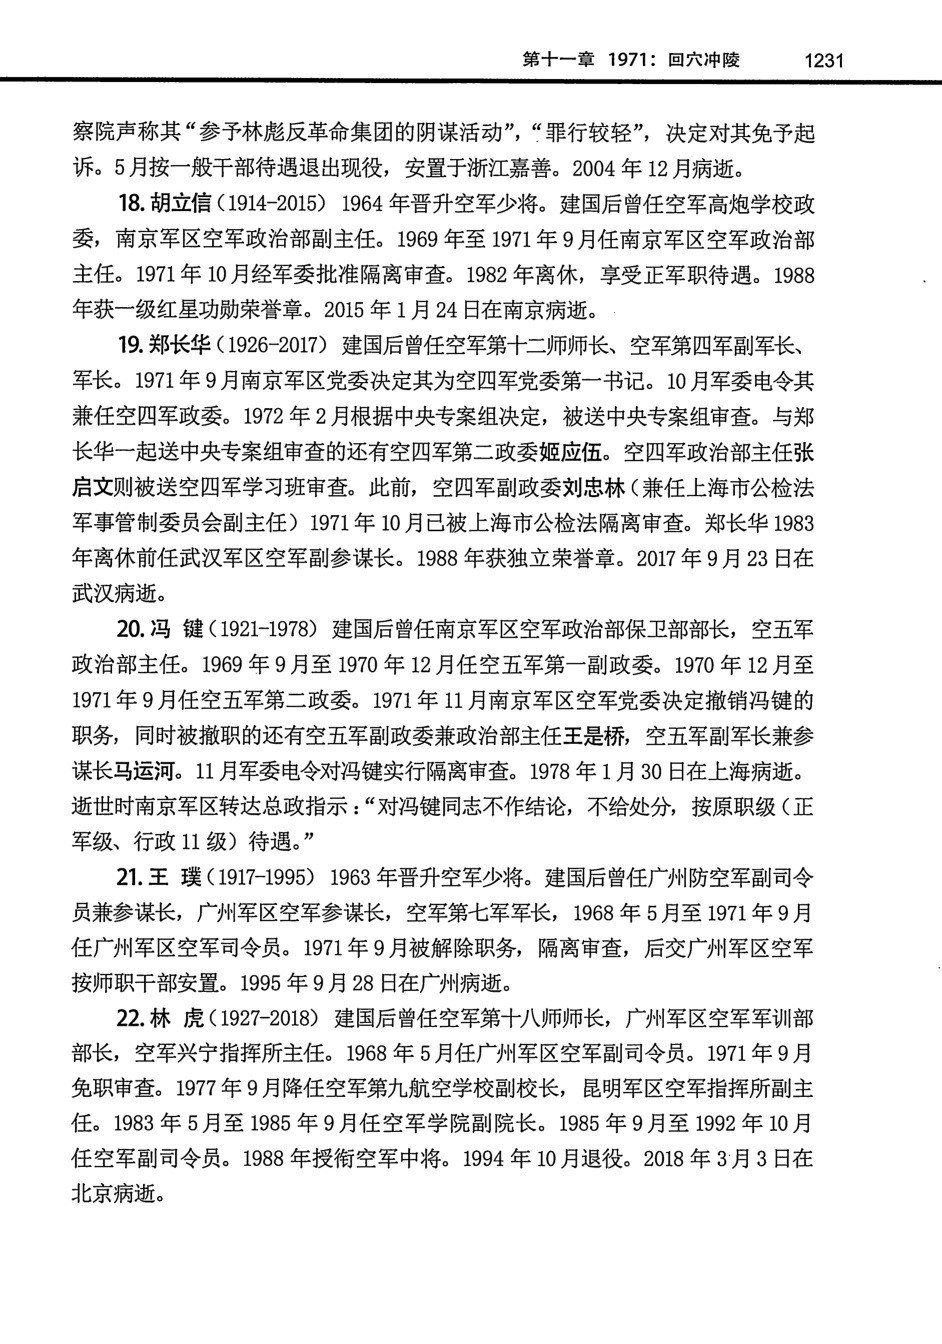 第十一章 1971：回穴冲陵 1231
察院声称其“参予林彪反革命集团的阴谋活动”，“罪行较轻”，决定对其免予起
诉。5月按一般干部待遇退出现役，安置于浙江嘉善。2004年12月病逝。
18. 胡立信（1914-2015） 1964年晋升空军少将。建国后曾任空军高炮学校政
委，南京军区空军政治部副主任。1969年至1971年9月任南京军区空军政治部
主任。1971年10月经军委批准隔离审查。1982年离休，享受正军职待遇。1988
年获一级红星功勋荣誉章。2015年1月24日在南京病逝。
19. 郑长华（1926-2017） 建国后曾任空军第十二师师长、空军第四军副军长、
军长。1971年9月南京军区党委决定其为空四军党委第一书记。10月军委电令其
兼任空四军政委。1972年2月根据中央专案组决定，被送中央专案组审查。与郑
长华一起送中央专案组审查的还有空四军第二政委姬应伍。空四军政治部主任张
启文则被送空四军学习班审查。此前，空四军副政委刘忠林（兼任上海市公检法
军事管制委员会副主任）1971年10月已被上海市公检法隔离审查。郑长华1983
年离休前任武汉军区空军副参谋长。1988年获独立荣誉章。2017年9月23日在
武汉病逝。
20. 冯 键（1921-1978） 建国后曾任南京军区空军政治部保卫部部长，空五军
政治部主任。1969年9月至1970年12月任空五军第一副政委。1970年12月至
1971年9月任空五军第二政委。1971年11月南京军区空军党委决定撤销冯键的
职务，同时被撤职的还有空五军副政委兼政治部主任王是桥，空五军副军长兼参
谋长马运河。11月军委电令对冯键实行隔离审查。1978年1月30日在上海病逝。
逝世时南京军区转达总政指示：“对冯键同志不作结论，不给处分，按原职级（正
军级、行政11级）待遇。”
21. 王 璞（1917-1995） 1963年晋升空军少将。建国后曾任广州防空军副司令
员兼参谋长，广州军区空军参谋长，空军第七军军长，1968年5月至1971年9月
任广州军区空军司令员。1971年9月被解除职务，隔离审查，后交广州军区空军
按师职干部安置。1995年9月28日在广州病逝。
22. 林 虎（1927-2018） 建国后曾任空军第十八师师长，广州军区空军军训部
部长，空军兴宁指挥所主任。1968年5月任广州军区空军副司令员。1971年9月
免职审查。1977年9月降任空军第九航空学校副校长，昆明军区空军指挥所副主
任。1983年5月至1985年9月任空军学院副院长。1985年9月至1992年10月
任空军副司令员。1988年授衔空军中将。1994年10月退役。2018年3月3日在
北京病逝。